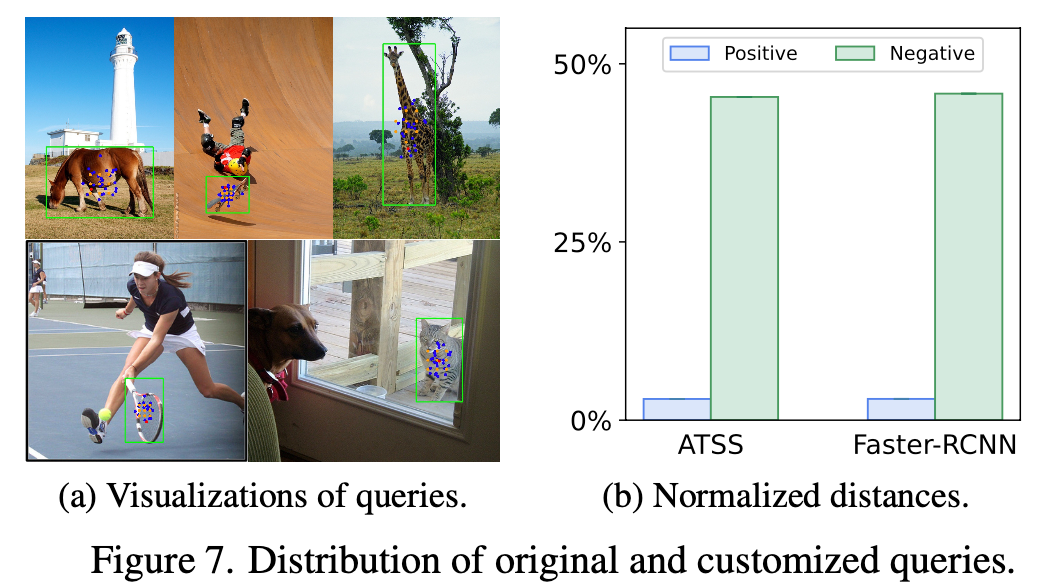 Positive
Negative
50%
25%
0%
ATSS
Faster-RCNN
(a) Visualizations of queries.
(b) Normalized distances.
Figure 7. Distribution of original and customized queries.